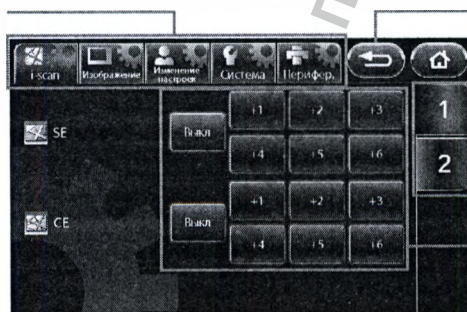 i-scan Изображение Изменение настроек Система Перифер.
SE
Выкл +1 +2 +3
+4 +5 +6
CE
Выкл +1 +2 +3
+4 +5 +6
1
2